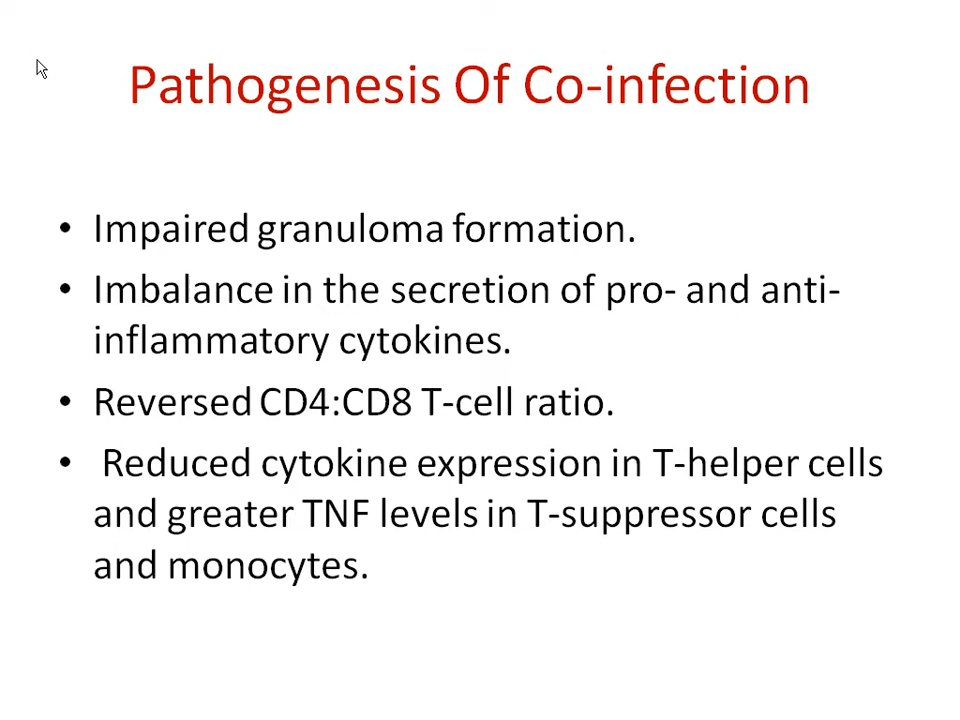 Pathogenesis Of Co-infection
• Impaired granuloma formation.
• Imbalance in the secretion of pro- and anti-
inflammatory cytokines.
• Reversed CD4:CD8 T-cell ratio.
• Reduced cytokine expression in T-helper cells
and greater TNF levels in T-suppressor cells
and monocytes.